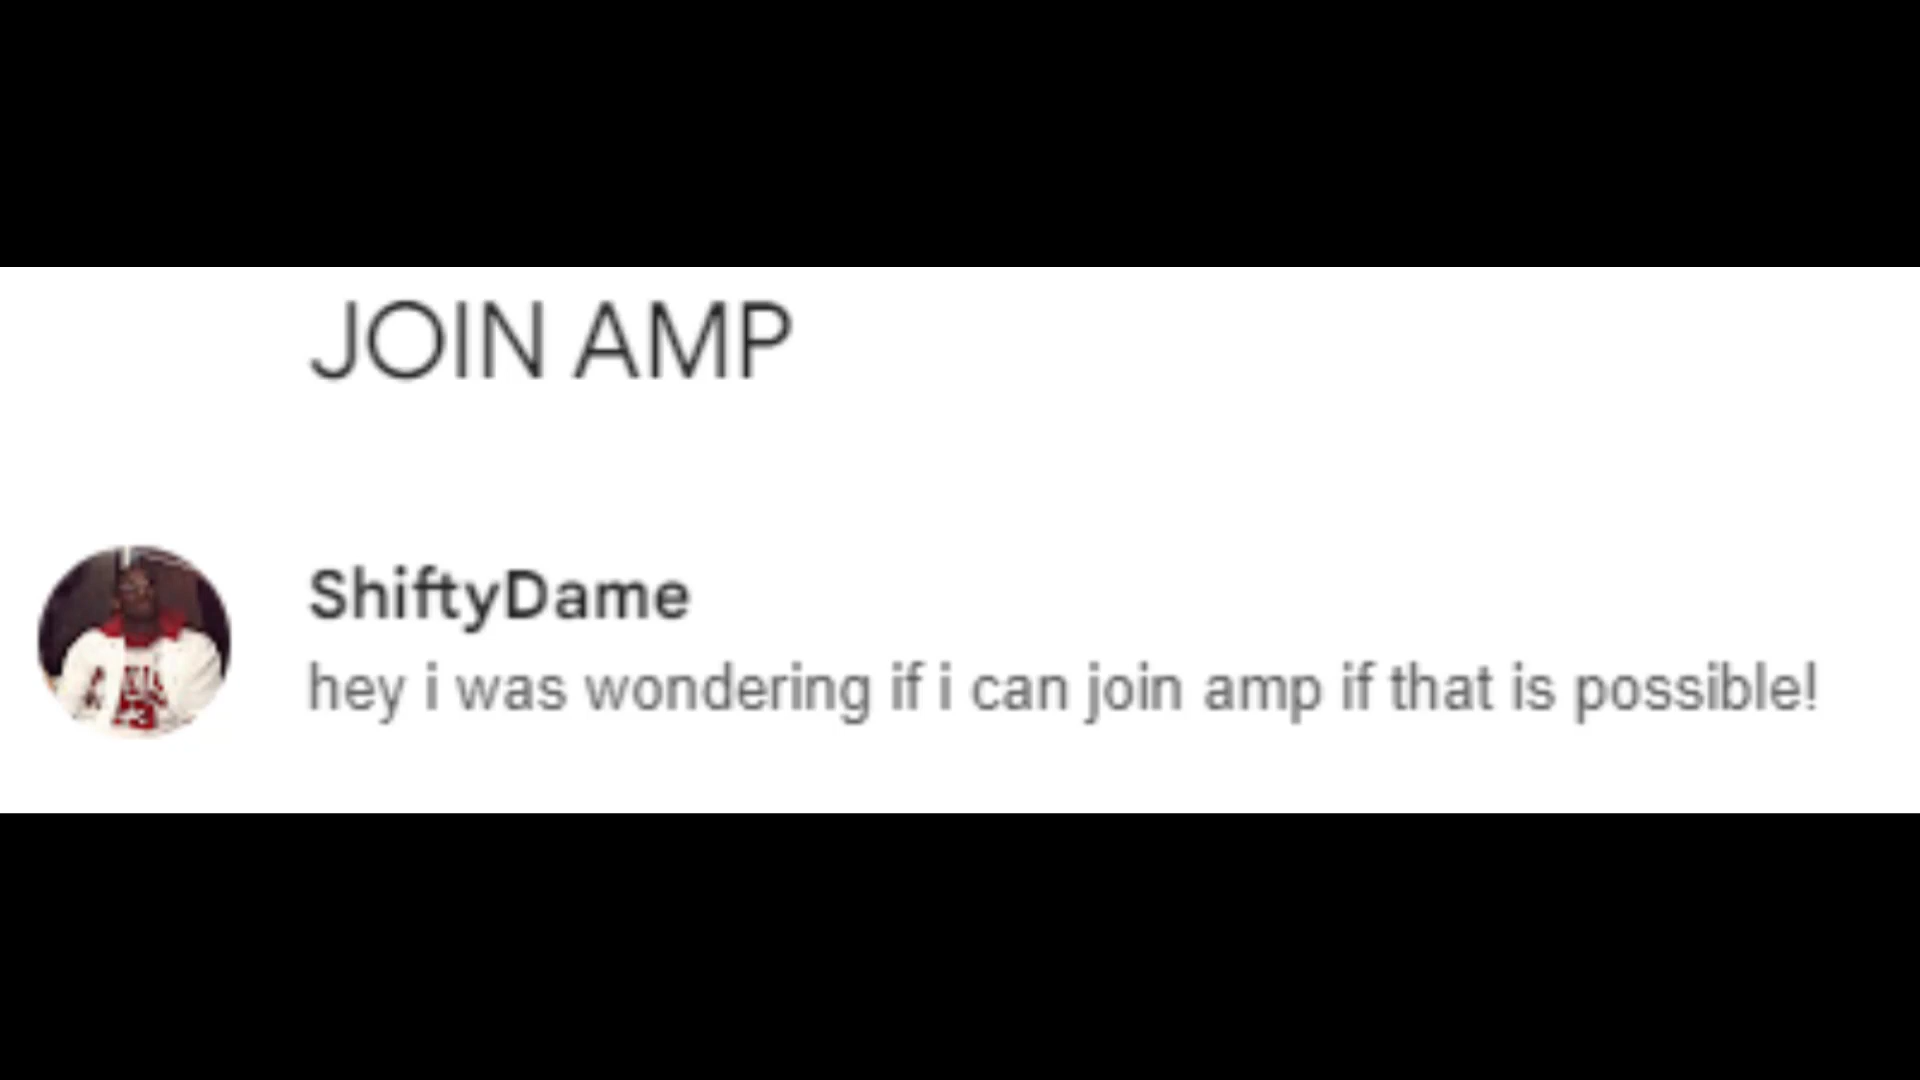 JOIN AMP
ShiftyDame
hey i was wondering if i can join amp if that is possible!